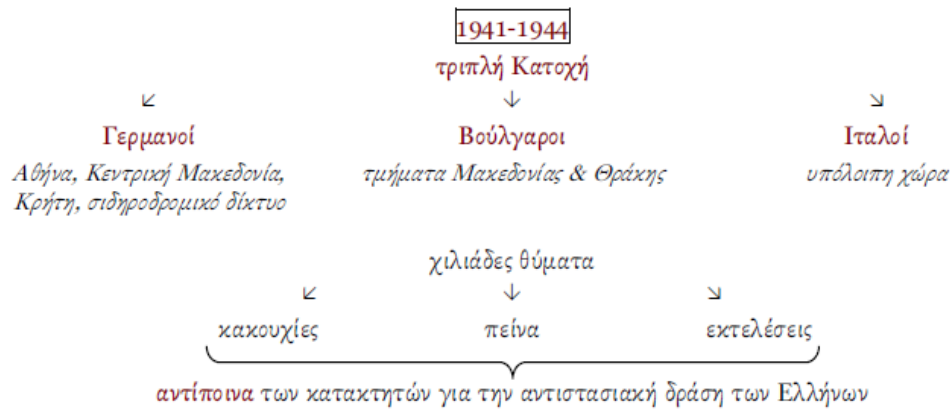 1941-1944
τριπλή Κατοχή
↙ ↓ ↘
Γερμανοί Βούλγαροι Ιταλοί
Αθήνα, Κεντρική Μακεδονία, τμήματα Μακεδονίας & Θράκης υπόλοιπη χώρα
Κρήτη, σιδηροδρομικό δίκτυο
χιλιάδες θύματα
↙ ↓ ↘
κακουχίες πείνα εκτελέσεις
αντίποινα των κατακτητών για την αντιστασιακή δράση των Ελλήνων